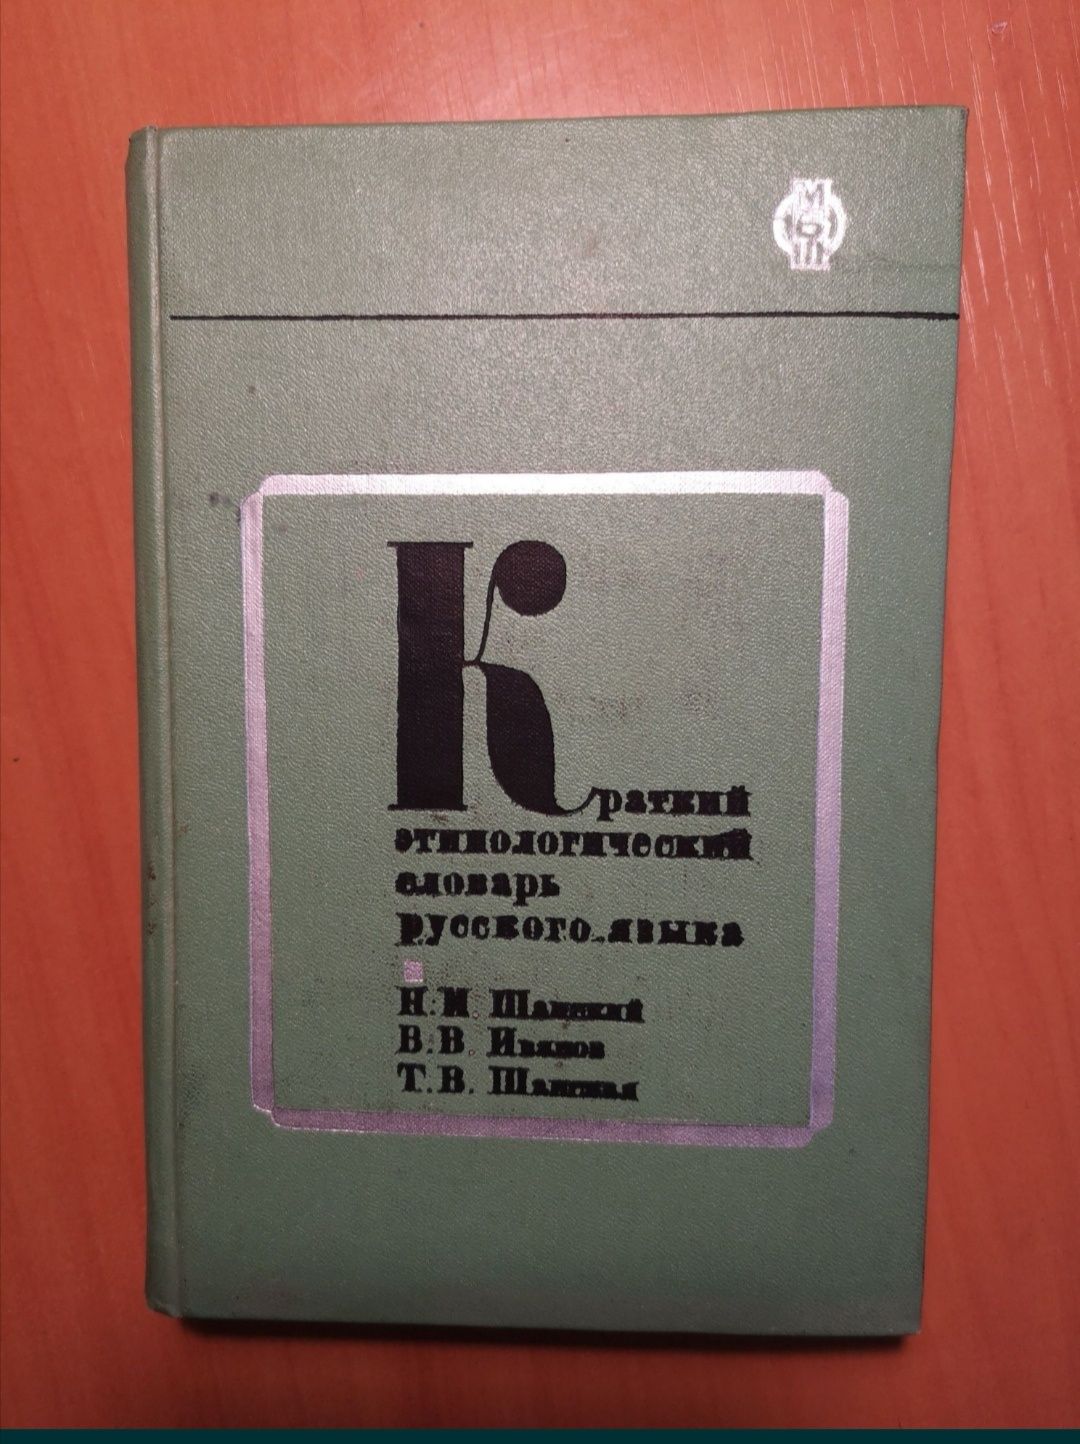 М
Б
Ш
Краткий
этимологический
словарь
русского языка
Н.М. Шанский
В.В. Иванов
Т.В. Шанская